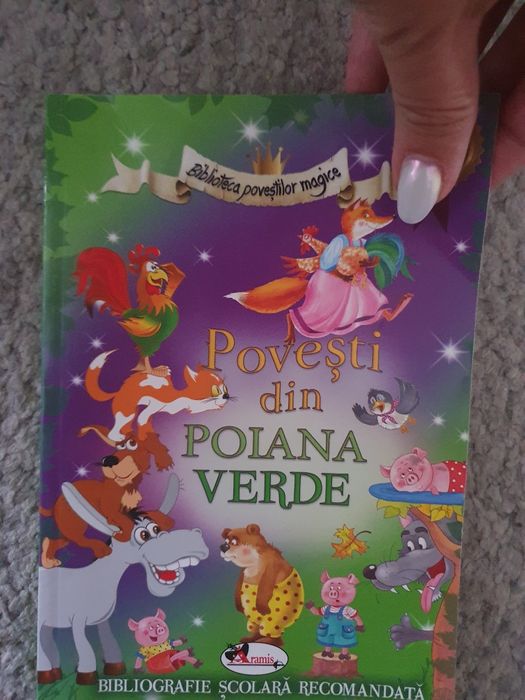 Biblioteca poveștilor magice
Povești
din
POIANA
VERDE
Aramis
BIBLIOGRAFIE ȘCOLARĂ RECOMANDATĂ